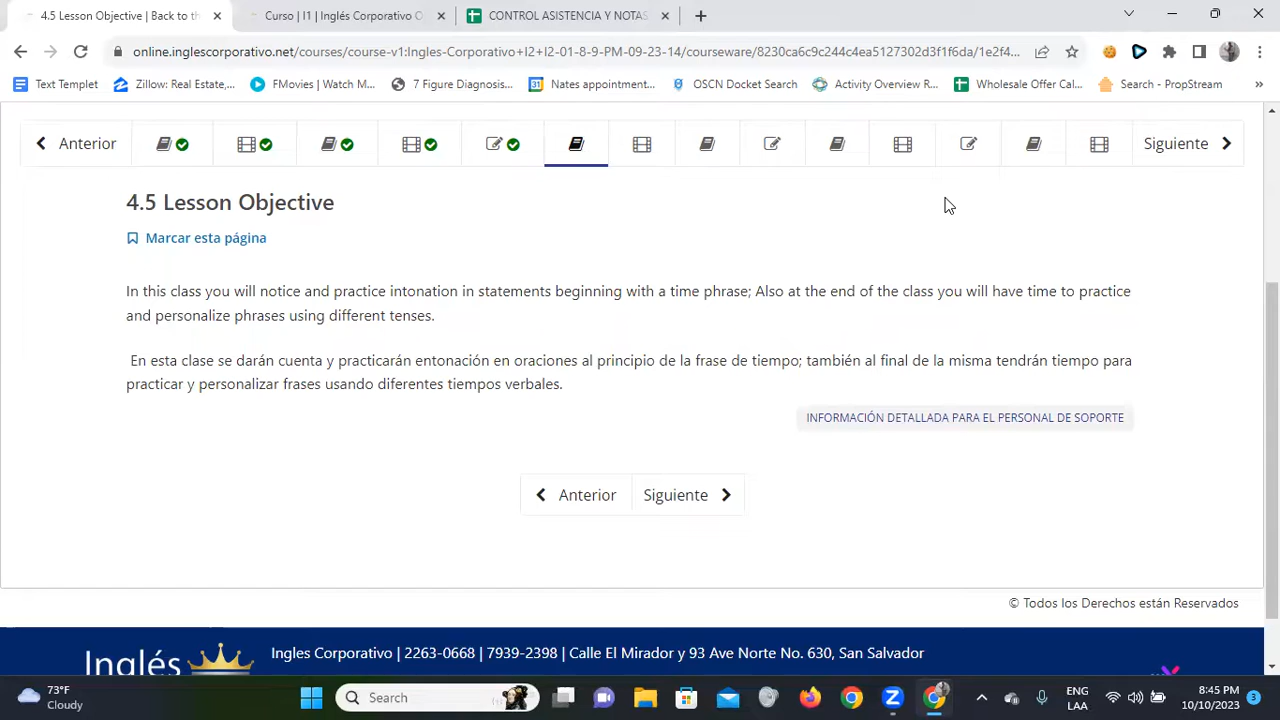 4.5 Lesson Objective | Back to th
Curso | I1 | Inglés Corporativo O
CONTROL ASISTENCIA Y NOTAS
online.inglescorporativo.net/courses/course-v1:Ingles-Corporativo+I2+I2-01-8-9-PM-09-23-14/courseware/8230ca6c9c244c4ea5127302d3f1f6da/1e2f4...
Text Templet
Zillow: Real Estate,...
FMovies | Watch M...
7 Figure Diagnosis...
Nates appointment...
OSCN Docket Search
Activity Overview R...
Wholesale Offer Cal...
Search - PropStream
Anterior
Siguiente
4.5 Lesson Objective
Marcar esta página
In this class you will notice and practice intonation in statements beginning with a time phrase; Also at the end of the class you will have time to practice
and personalize phrases using different tenses.
En esta clase se darán cuenta y practicarán entonación en oraciones al principio de la frase de tiempo; también al final de la misma tendrán tiempo para
practicar y personalizar frases usando diferentes tiempos verbales.
INFORMACIÓN DETALLADA PARA EL PERSONAL DE SOPORTE
Anterior
Siguiente
© Todos los Derechos están Reservados
Inglés
Ingles Corporativo | 2263-0668 | 7939-2398 | Calle El Mirador y 93 Ave Norte No. 630, San Salvador
73°F
Cloudy
Search
ENG
LAA
8:45 PM
10/10/2023
3